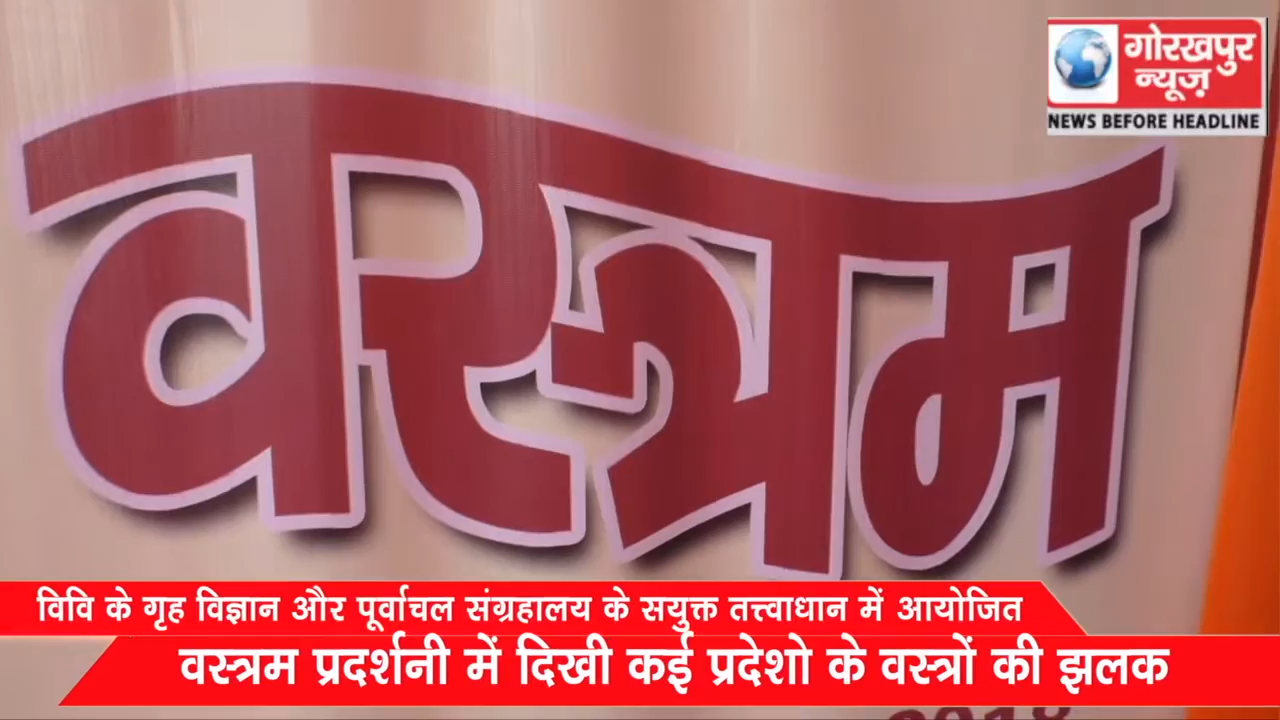 गोरखपुर
न्यूज़
NEWS BEFORE HEADLINE
वस्त्रम
विवि के गृह विज्ञान और पूर्वाचल संग्रहालय के सयुक्त तत्त्वाधान में आयोजित
वस्त्रम प्रदर्शनी में दिखी कई प्रदेशो के वस्त्रों की झलक